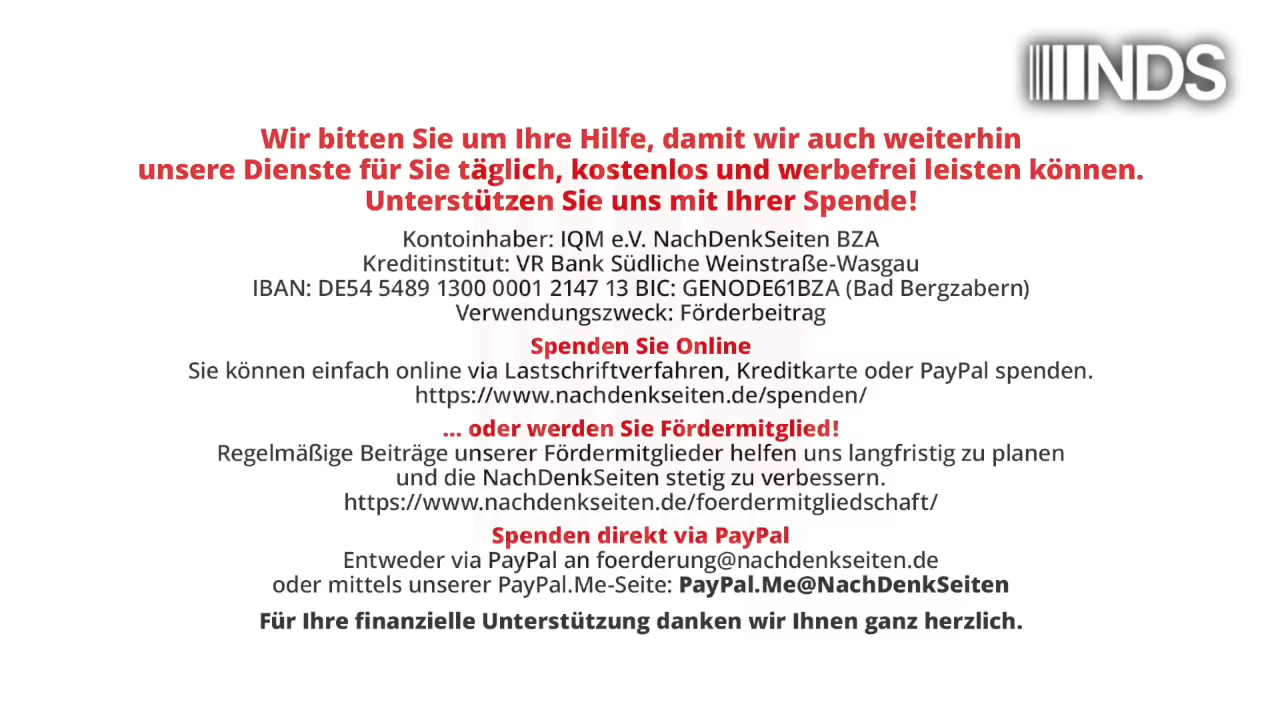 NDS
Wir bitten Sie um Ihre Hilfe, damit wir auch weiterhin
unsere Dienste für Sie täglich, kostenlos und werbefrei leisten können.
Unterstützen Sie uns mit Ihrer Spende!
Kontoinhaber: IQM e.V. NachDenkSeiten BZA
Kreditinstitut: VR Bank Südliche Weinstraße-Wasgau
IBAN: DE54 5489 1300 0001 2147 13 BIC: GENODE61BZA (Bad Bergzabern)
Verwendungszweck: Förderbeitrag
Spenden Sie Online
Sie können einfach online via Lastschriftverfahren, Kreditkarte oder PayPal spenden.
https://www.nachdenkseiten.de/spenden/
... oder werden Sie Fördermitglied!
Regelmäßige Beiträge unserer Fördermitglieder helfen uns langfristig zu planen
und die NachDenkSeiten stetig zu verbessern.
https://www.nachdenkseiten.de/foerdermitgliedschaft/
Spenden direkt via PayPal
Entweder via PayPal an foerderung@nachdenkseiten.de
oder mittels unserer PayPal.Me-Seite: PayPal.Me@NachDenkSeiten
Für Ihre finanzielle Unterstützung danken wir Ihnen ganz herzlich.